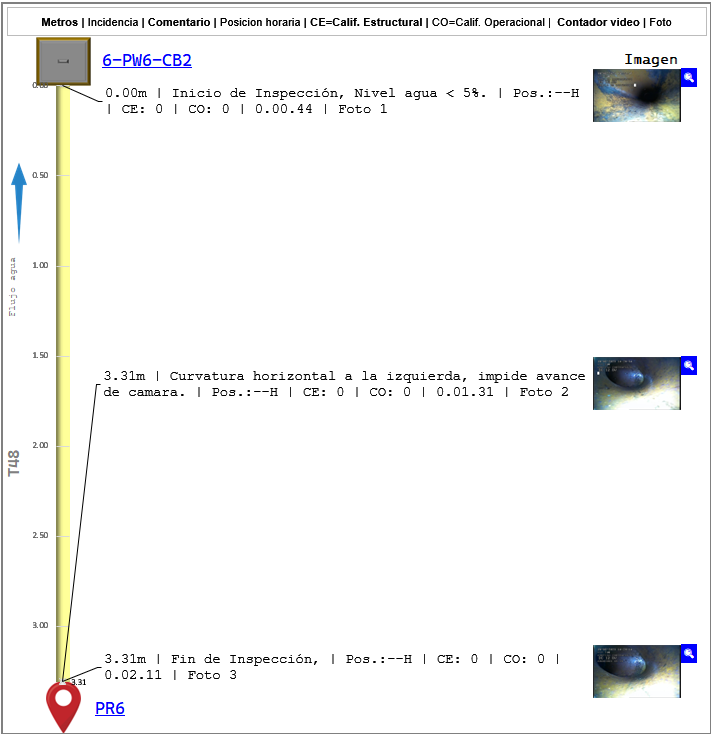 Metros | Incidencia | Comentario | Posicion horaria | CE=Calif. Estructural | CO=Calif. Operacional | Contador video | Foto
6-PW6-CB2
Imagen
0.00
0.00m | Inicio de Inspección, Nivel agua < 5%. | Pos.:--H
| CE: 0 | CO: 0 | 0.00.44 | Foto 1
0.50
Flujo agua
1.00
1.50
3.31m | Curvatura horizontal a la izquierda, impide avance
de camara. | Pos.:--H | CE: 0 | CO: 0 | 0.01.31 | Foto 2
2.00
T48
2.50
3.00
3.31m | Fin de Inspección, | Pos.:--H | CE: 0 | CO: 0 |
0.02.11 | Foto 3
3.31
PR6